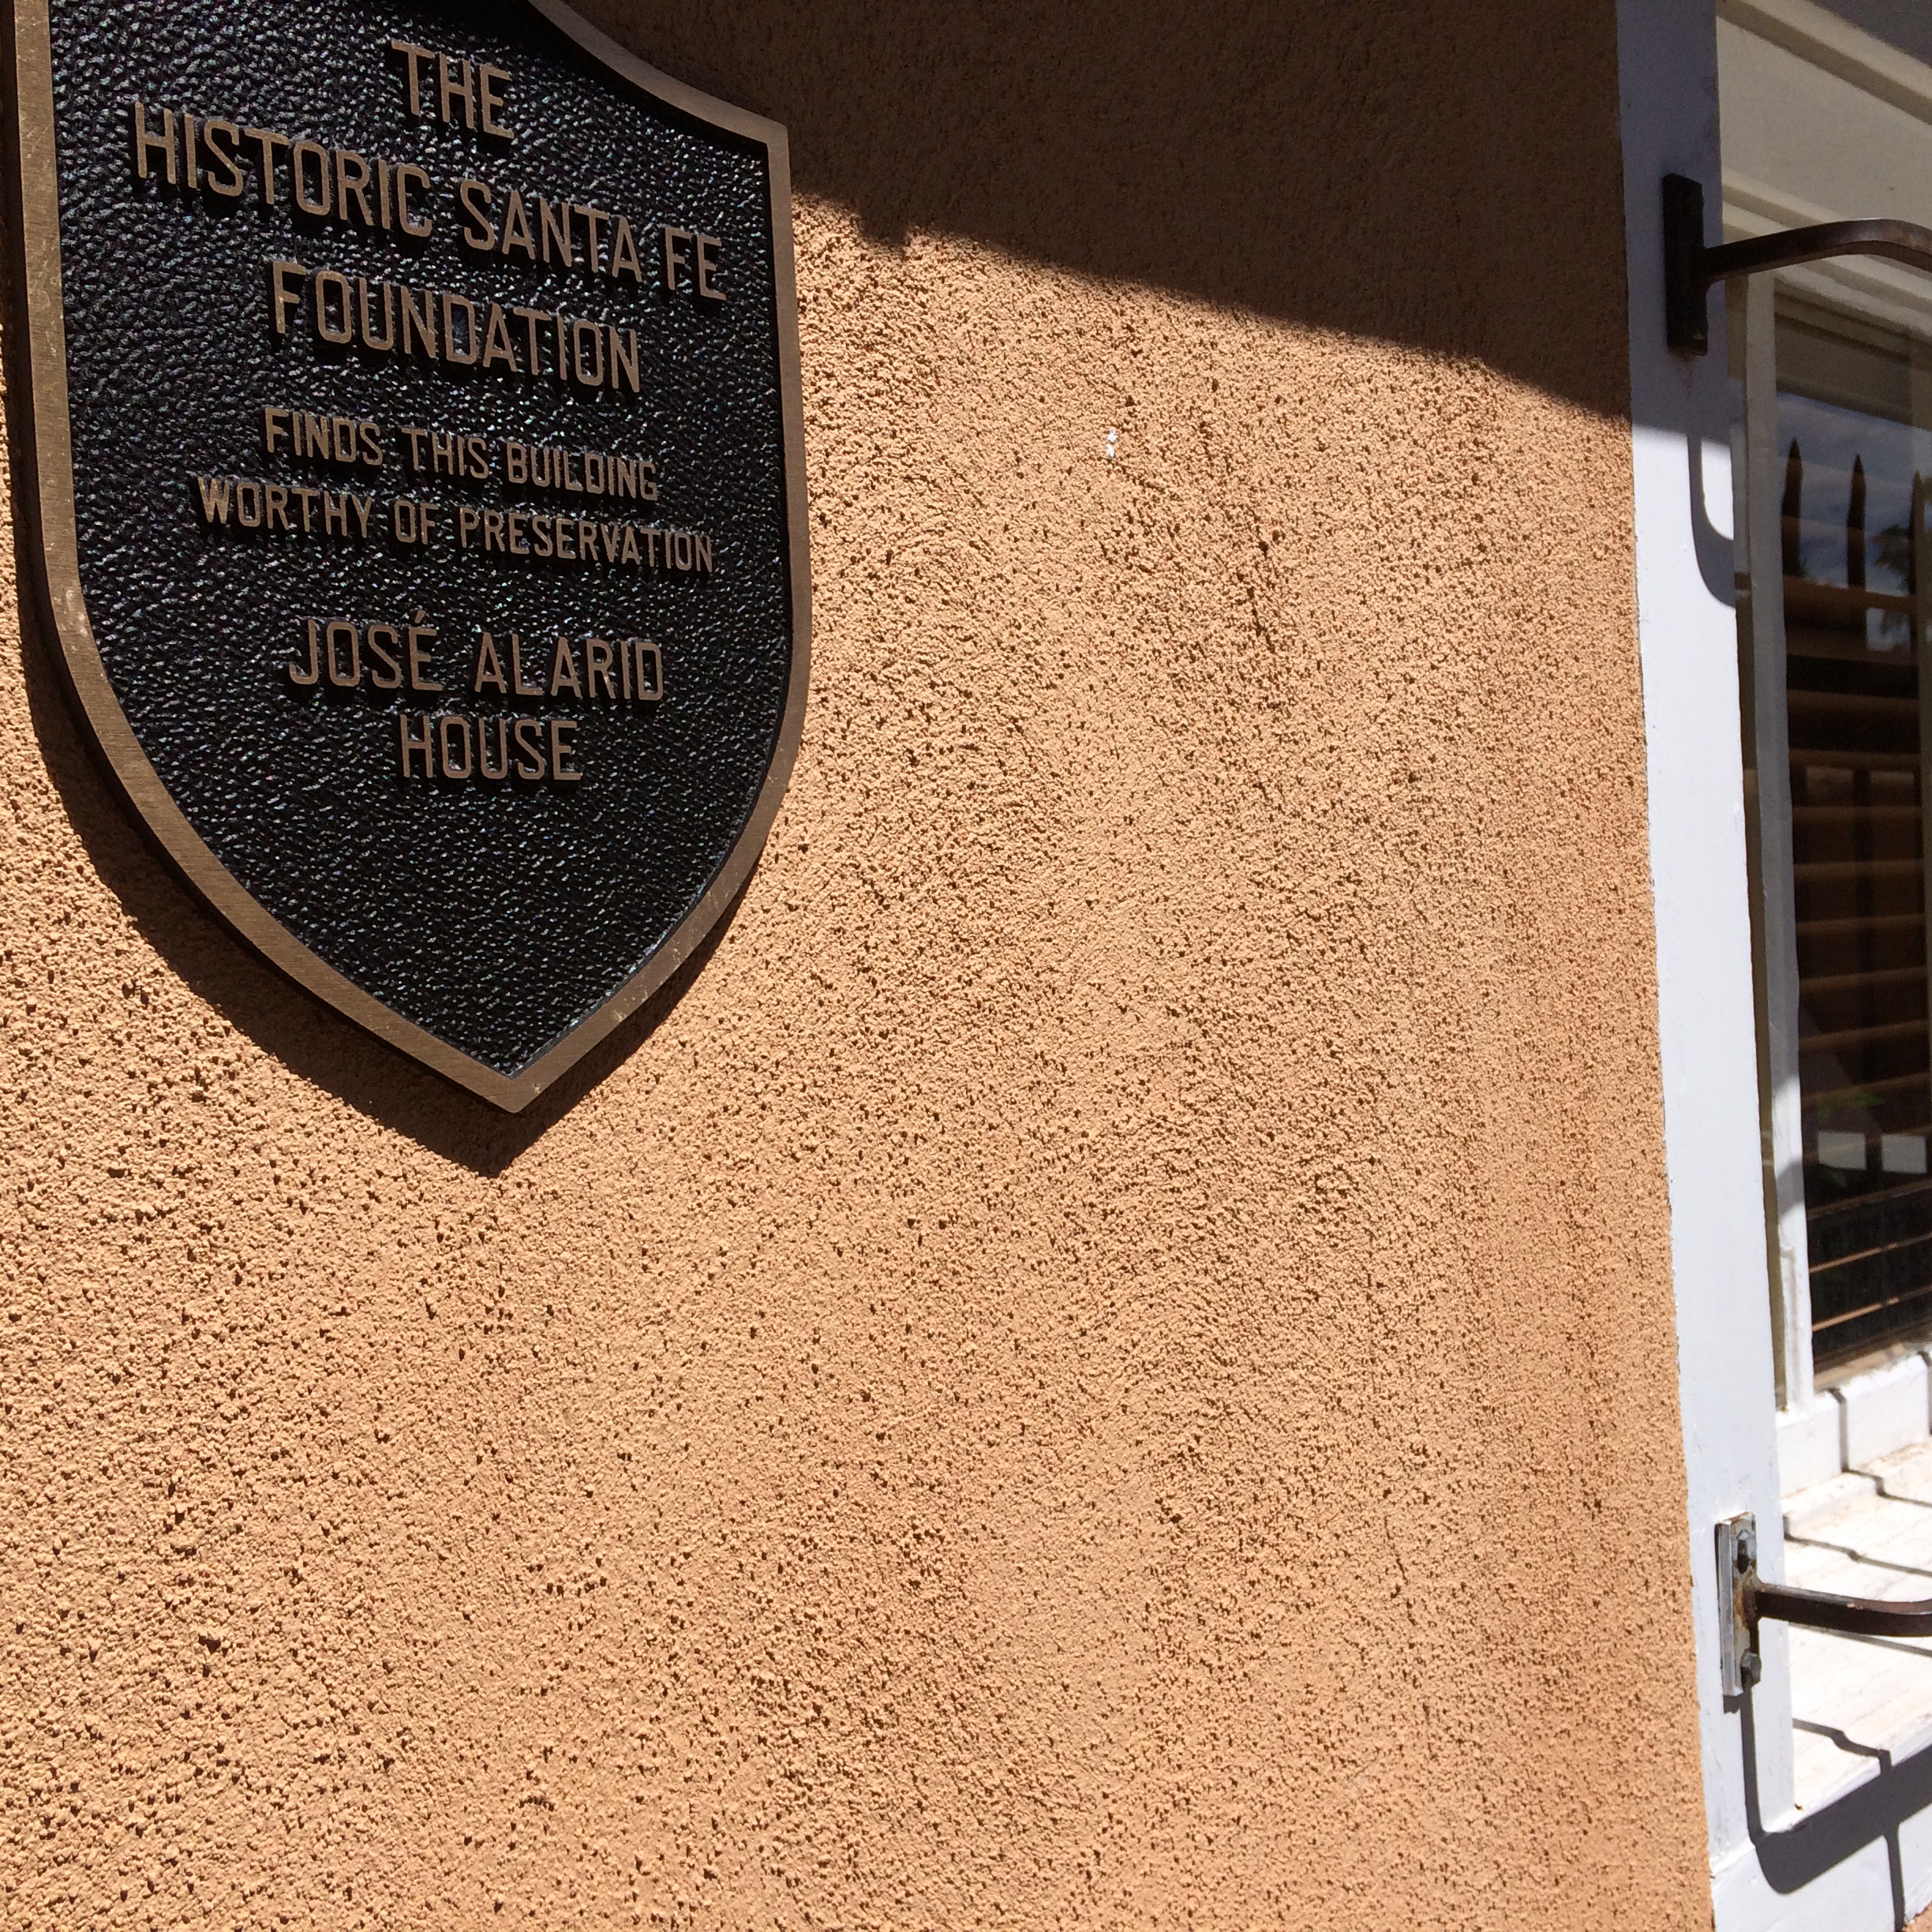 THE
HISTORIC SANTA FE
FOUNDATION
FINDS THIS BUILDING
WORTHY OF PRESERVATION
JOSÉ ALARID
HOUSE